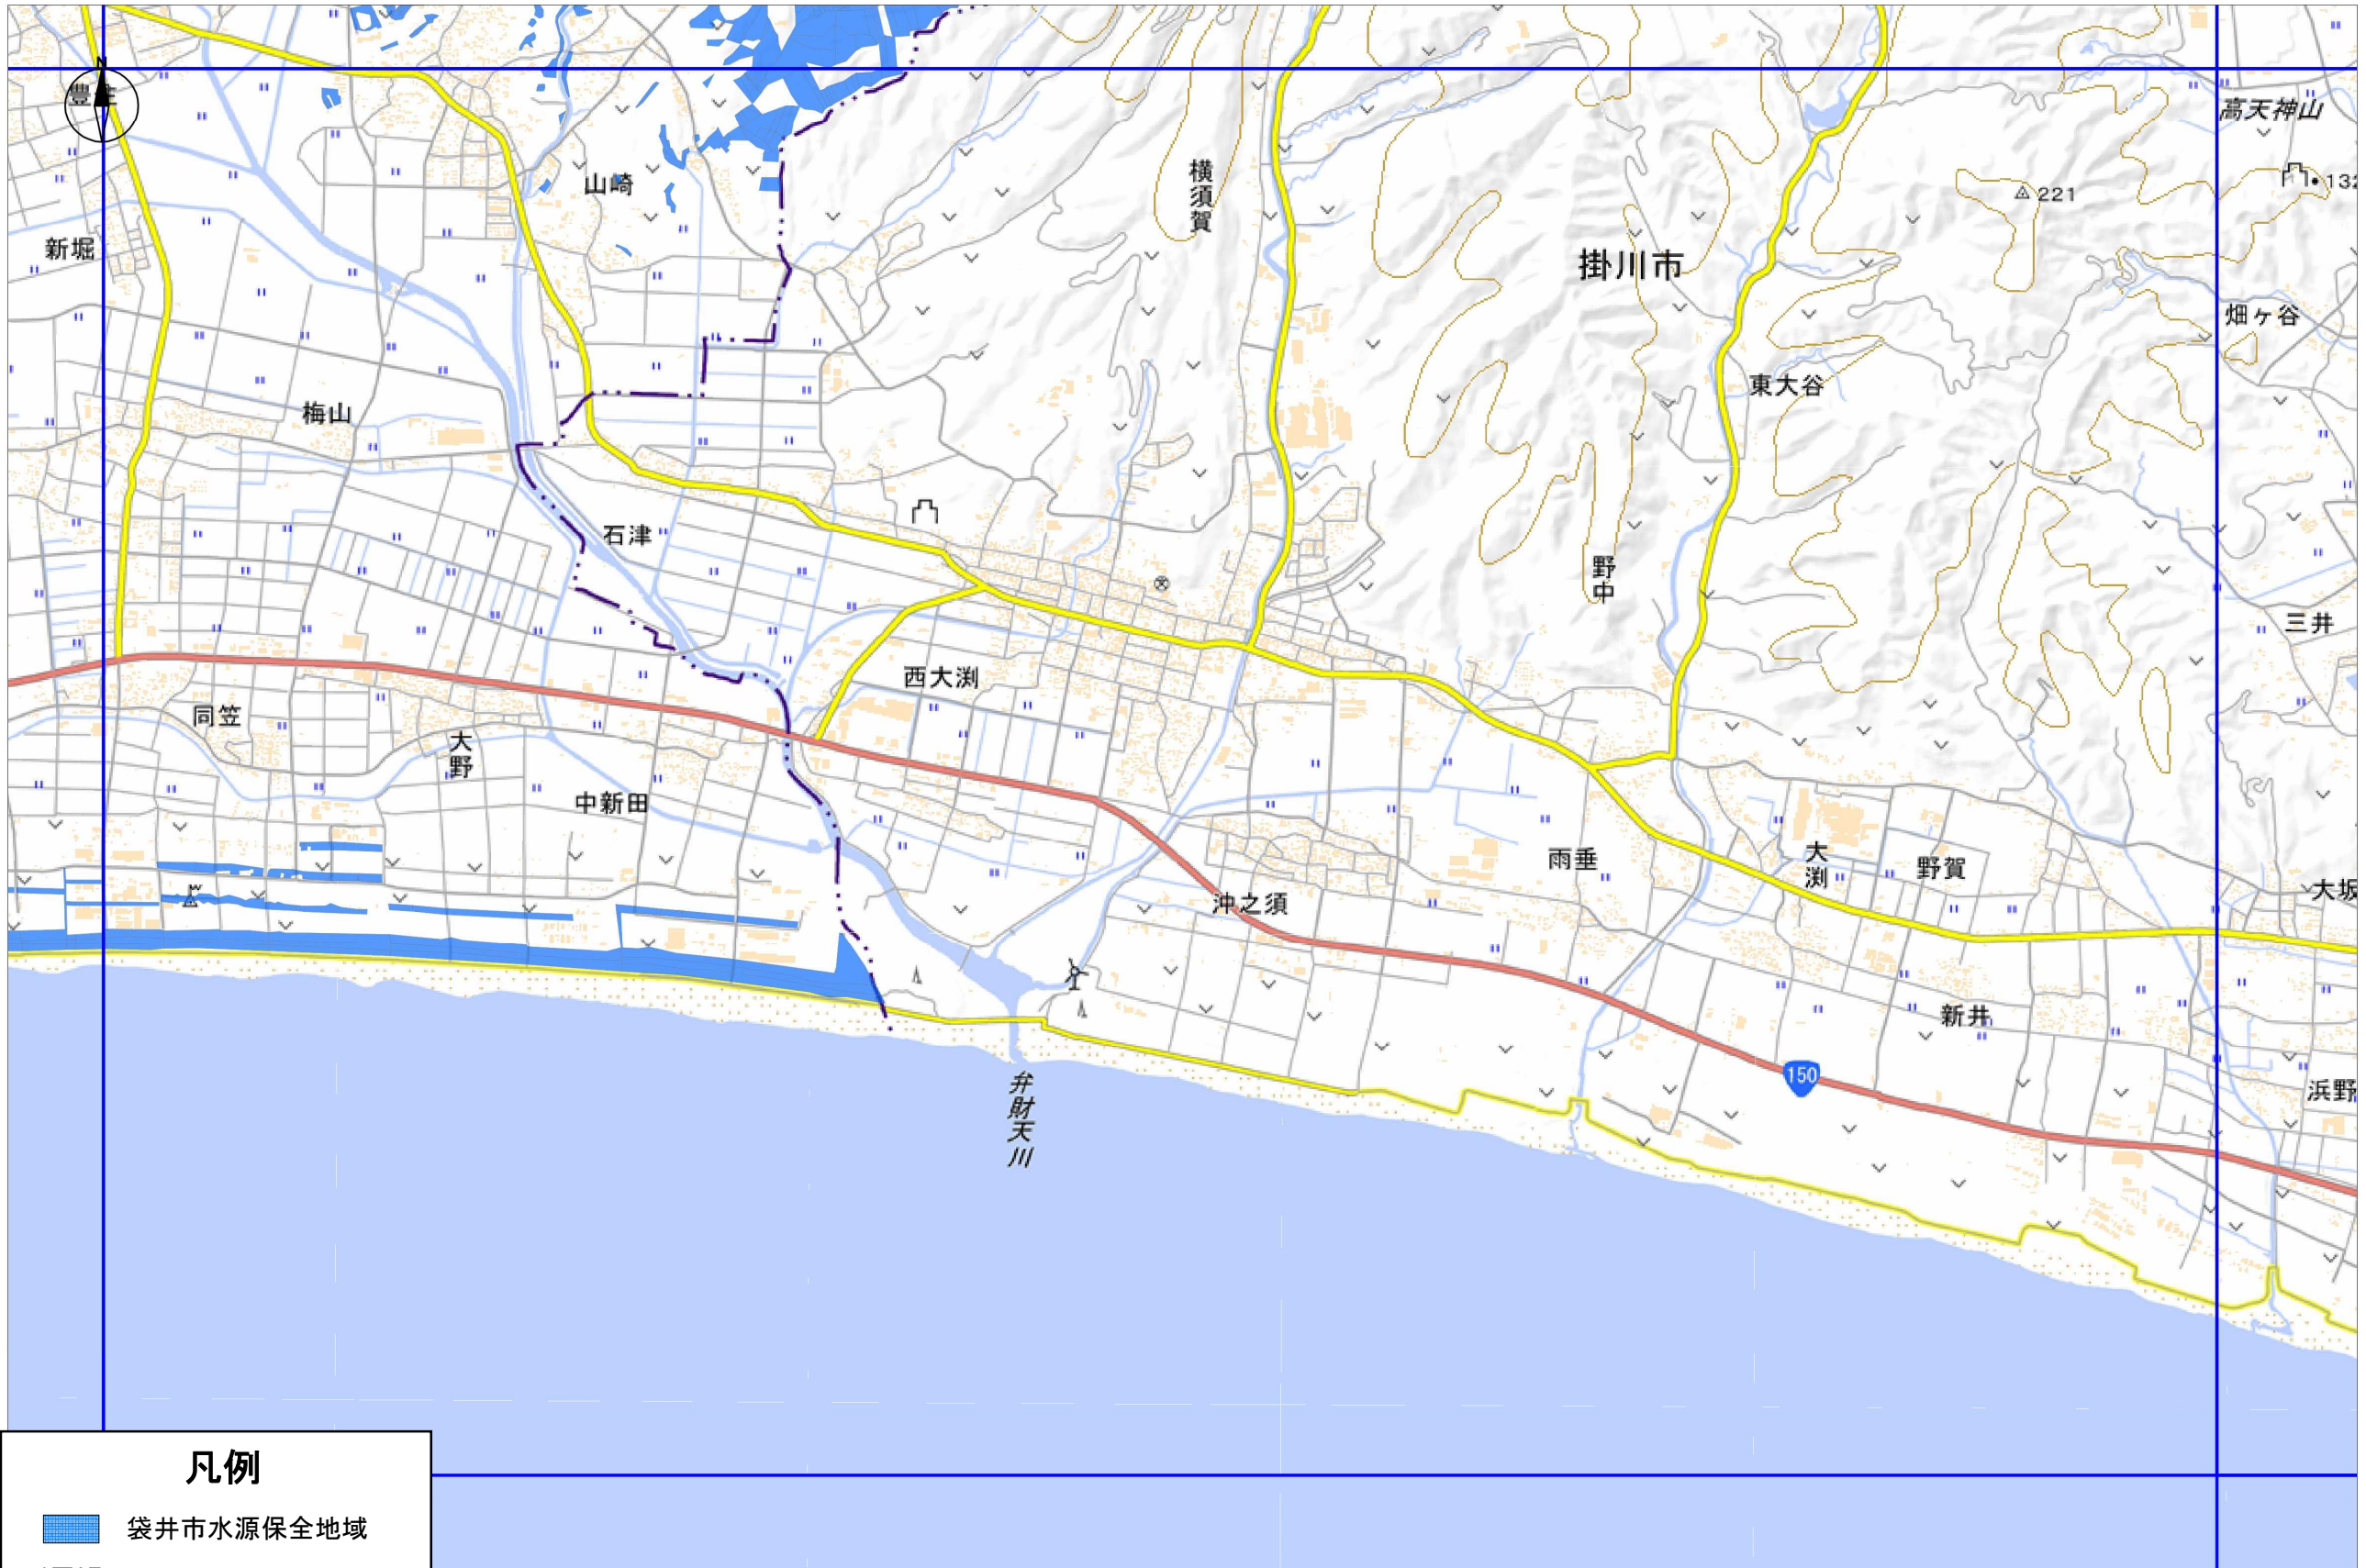 N
豊住
高天神山
132
山崎
横須賀
221
新堀
掛川市
畑ヶ谷
東大谷
梅山
石津
野中
三井
西大渕
同笠
大野
中新田
雨垂
大渕
野賀
大坂
沖之須
新井
150
浜野
弁財天川
凡例
袋井市水源保全地域